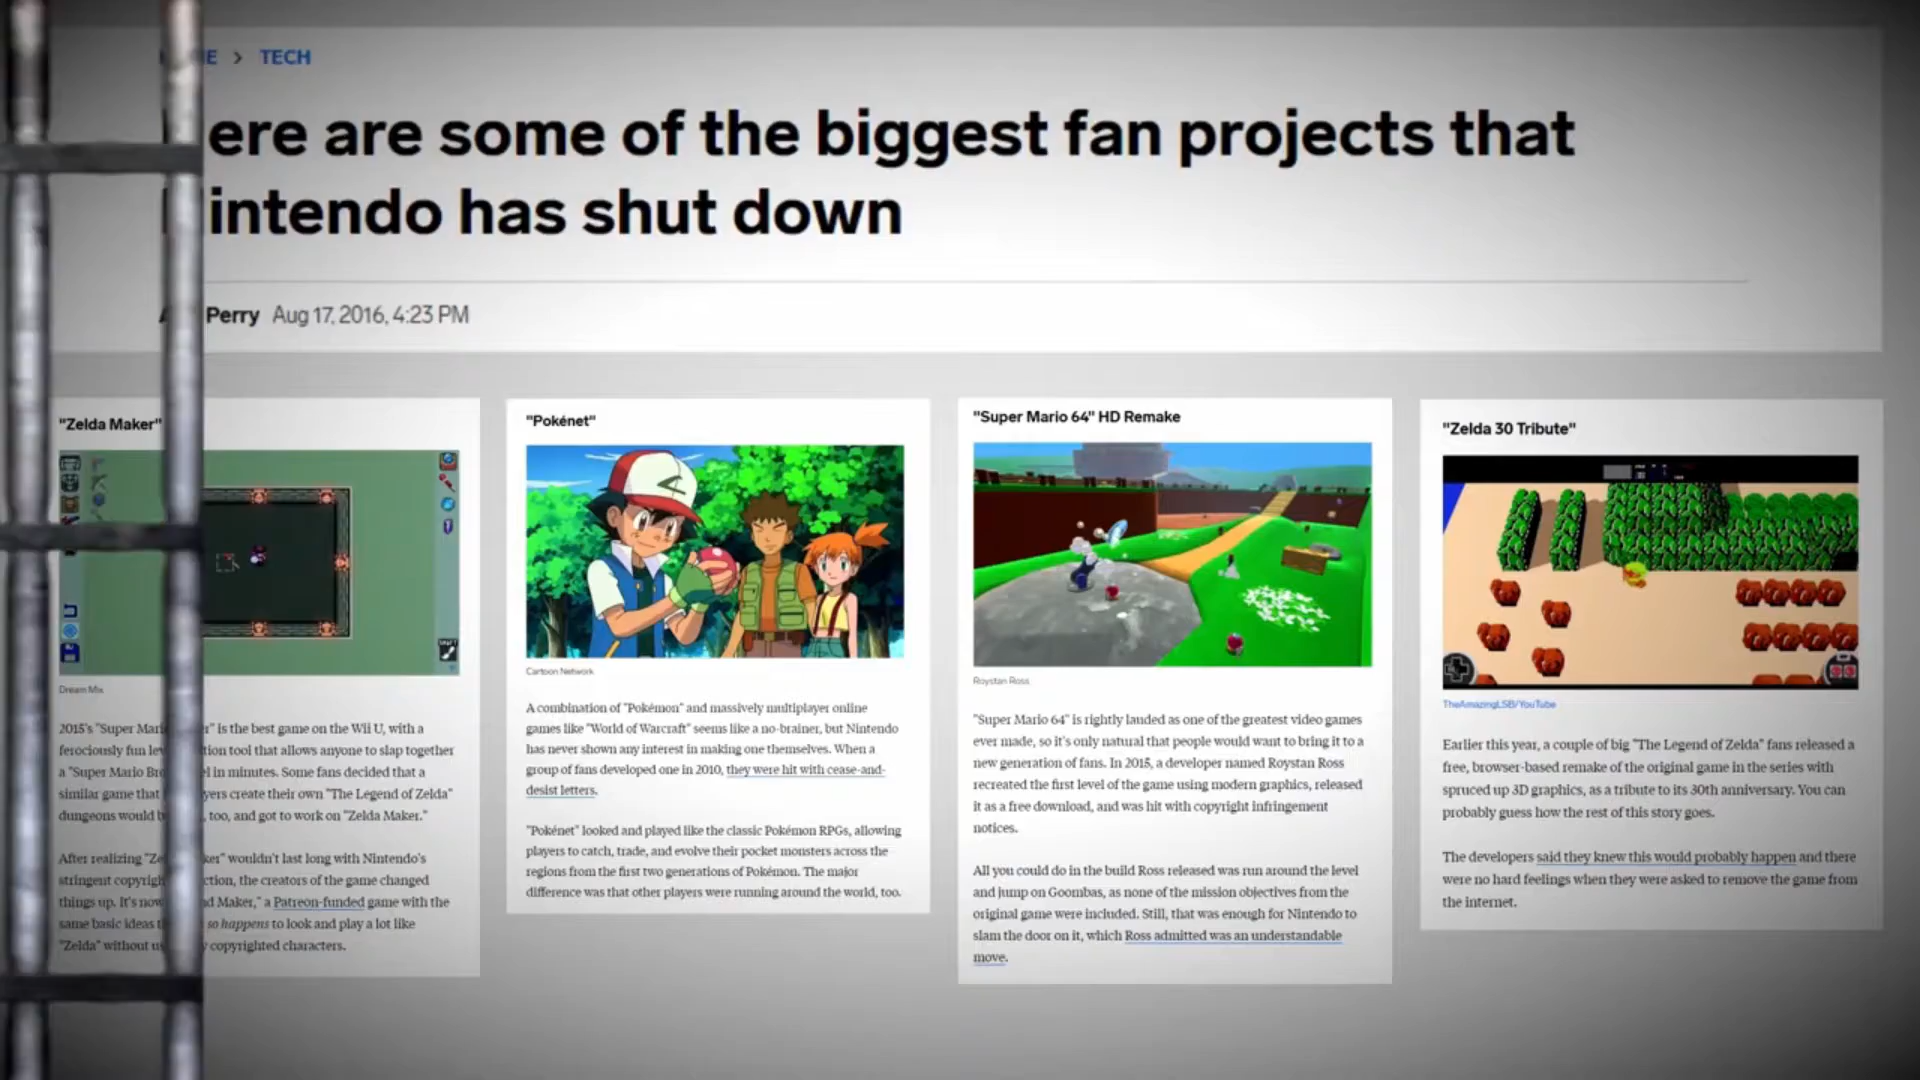 E > TECH
ere are some of the biggest fan projects that
intendo has shut down
Perry Aug 17, 2016, 4:23 PM
"Zelda Maker"
Dream Mix
2015's "Super Mari r" is the best game on the Wii U, with a
ferociously fun lev tion tool that allows anyone to slap together
a "Super Mario Bro l in minutes. Some fans decided that a
similar game that yers create their own "The Legend of Zelda"
dungeons would b , too, and got to work on "Zelda Maker."
After realizing "Ze ker" wouldn't last long with Nintendo's
stringent copyrigh ction, the creators of the game changed
things up. It's now d Maker," a Patreon-funded game with the
same basic ideas t so happens to look and play a lot like
"Zelda" without us copyrighted characters.
"Pokénet"
Cartoon Network
A combination of "Pokémon" and massively multiplayer online
games like "World of Warcraft" seems like a no-brainer, but Nintendo
has never shown any interest in making one themselves. When a
group of fans developed one in 2010, they were hit with cease-and-
desist letters.
"Pokénet" looked and played like the classic Pokémon RPGs, allowing
players to catch, trade, and evolve their pocket monsters across the
regions from the first two generations of Pokémon. The major
difference was that other players were running around the world, too.
"Super Mario 64" HD Remake
Roystan Ross
"Super Mario 64" is rightly lauded as one of the greatest video games
ever made, so it's only natural that people would want to bring it to a
new generation of fans. In 2015, a developer named Roystan Ross
recreated the first level of the game using modern graphics, released
it as a free download, and was hit with copyright infringement
notices.
All you could do in the build Ross released was run around the level
and jump on Goombas, as none of the mission objectives from the
original game were included. Still, that was enough for Nintendo to
slam the door on it, which Ross admitted was an understandable
move.
"Zelda 30 Tribute"
TheAmazingLSB/YouTube
Earlier this year, a couple of big "The Legend of Zelda" fans released a
free, browser-based remake of the original game in the series with
spruced up 3D graphics, as a tribute to its 30th anniversary. You can
probably guess how the rest of this story goes.
The developers said they knew this would probably happen and there
were no hard feelings when they were asked to remove the game from
the internet.